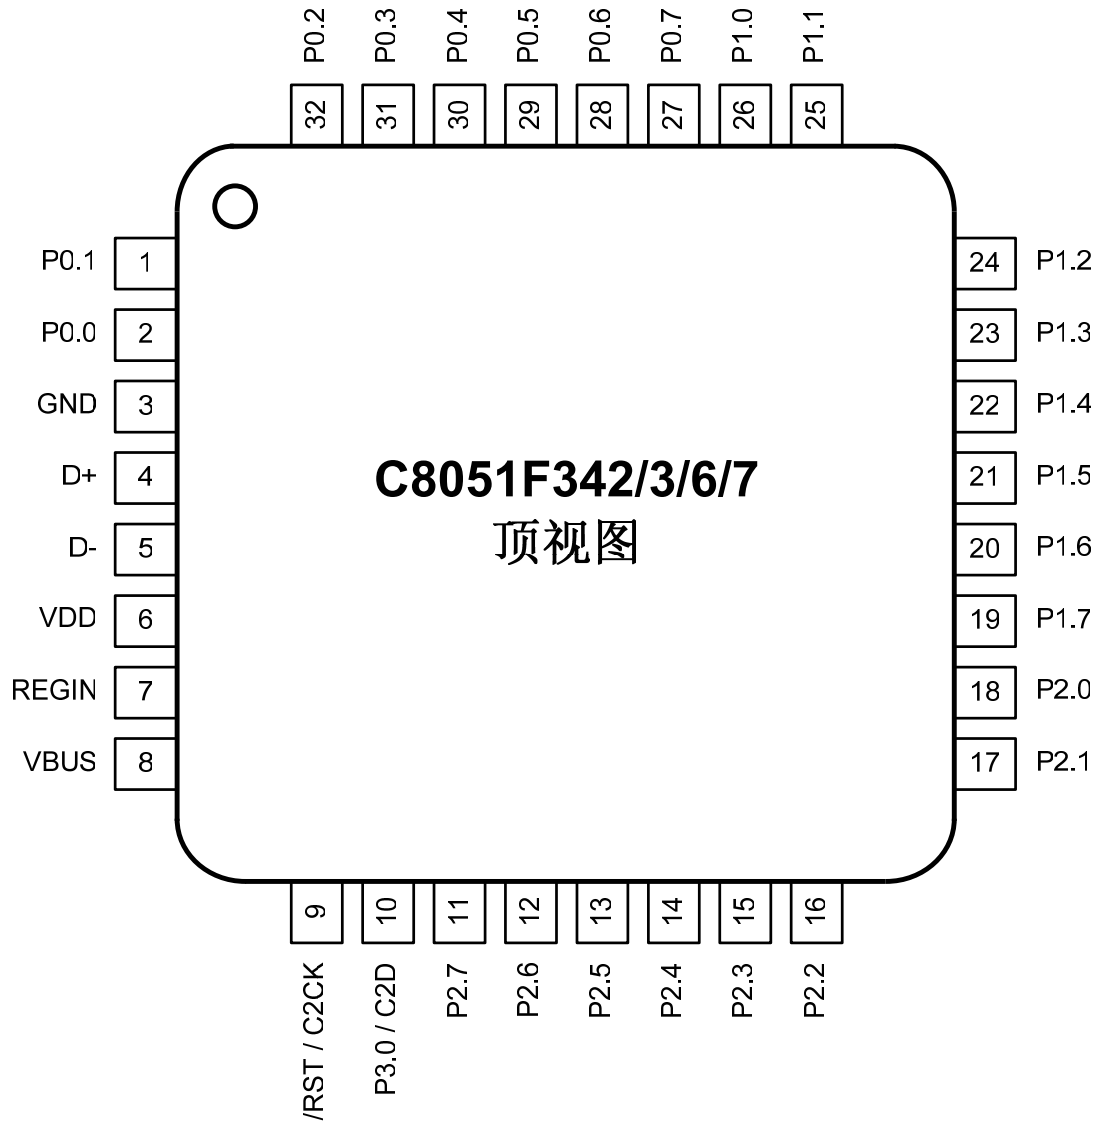 P0.2 P0.3 P0.4 P0.5 P0.6 P0.7 P1.0 P1.1
32 31 30 29 28 27 26 25
P0.1 1 24 P1.2
P0.0 2 23 P1.3
GND 3 22 P1.4
D+ 4 21 P1.5
D- 5 20 P1.6
VDD 6 19 P1.7
REGIN 7 18 P2.0
VBUS 8 17 P2.1
C8051F342/3/6/7
顶视图
9 10 11 12 13 14 15 16
/RST / C2CK P3.0 / C2D P2.7 P2.6 P2.5 P2.4 P2.3 P2.2